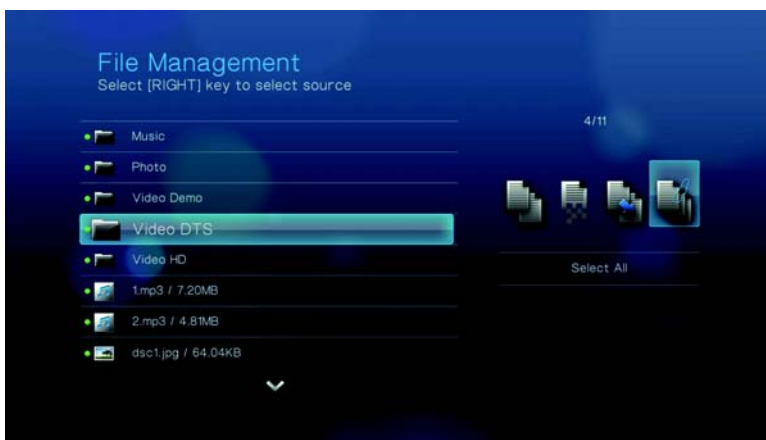 File Management
Select [RIGHT] key to select source
4/11
Music
Photo
Video Demo
Video DTS
Video HD
1.mp3 / 7.20MB
2.mp3 / 4.81MB
dsc1.jpg / 64.04KB
Select All